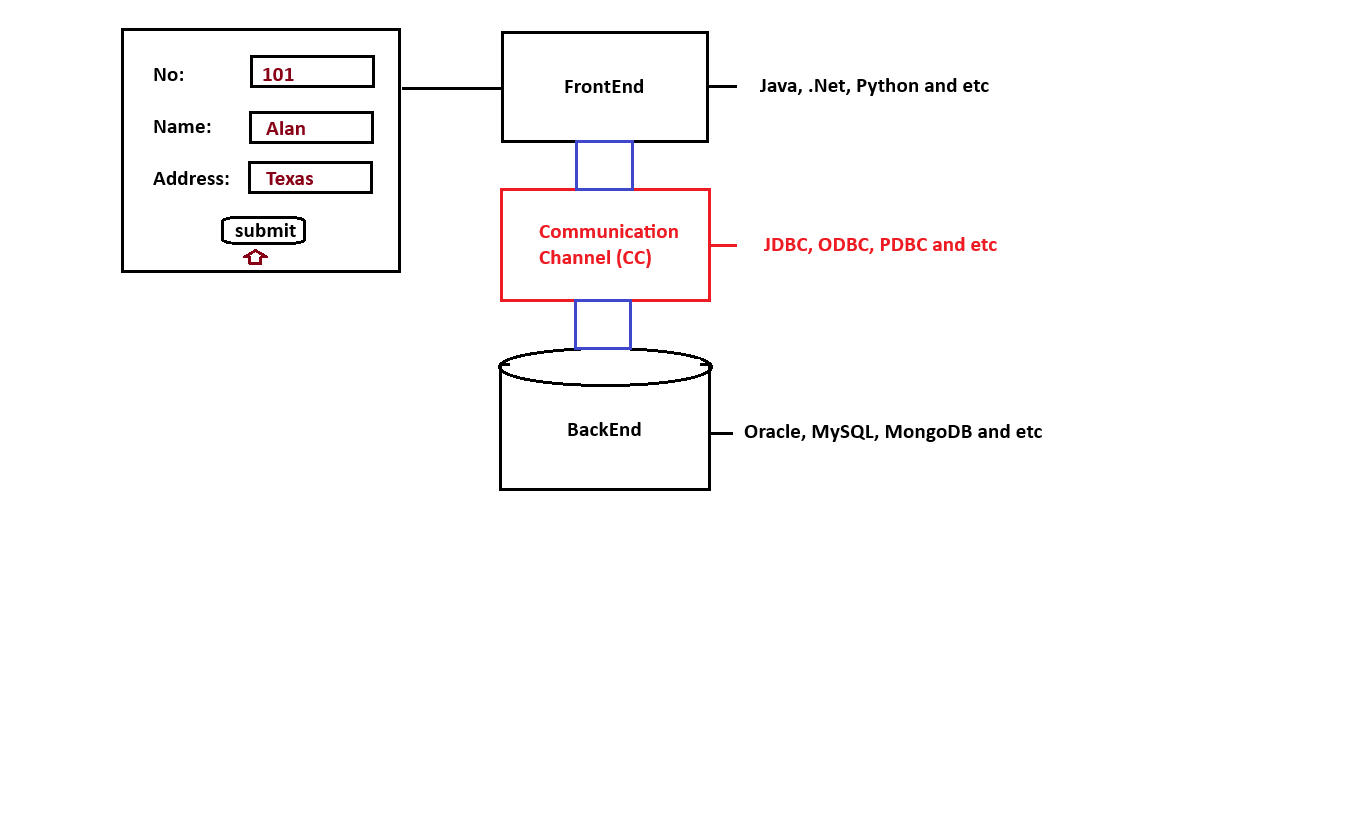 No: 101
Name: Alan
Address: Texas
submit
FrontEnd
Java, .Net, Python and etc
Communication
Channel (CC)
JDBC, ODBC, PDBC and etc
BackEnd
Oracle, MySQL, MongoDB and etc